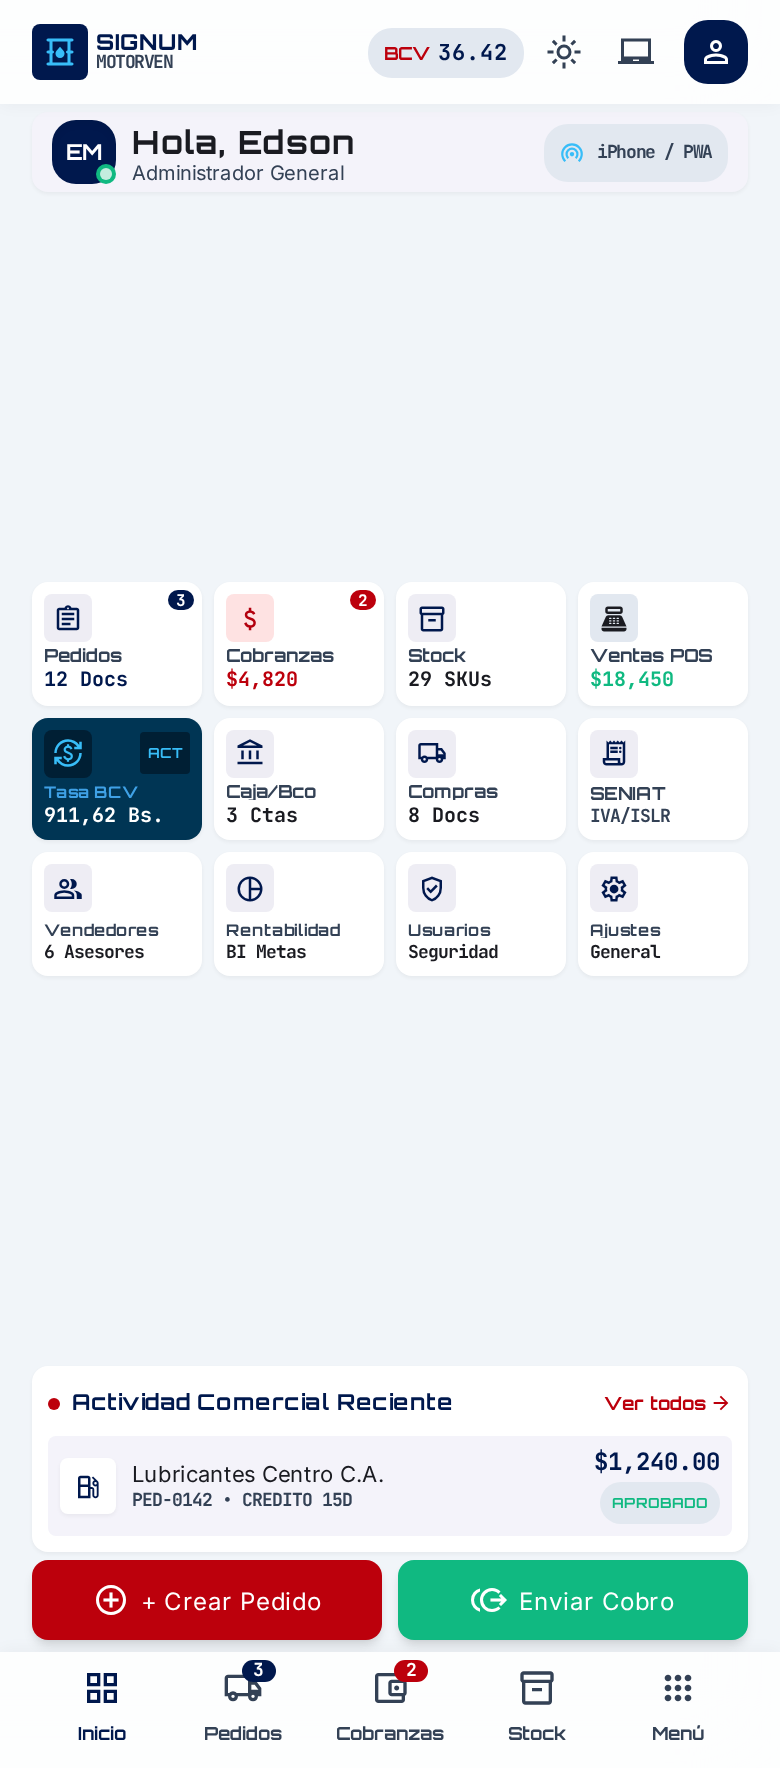 SIGNUM
MOTORVEN
BCV 36.42
EM
Hola, Edson
Administrador General
iPhone / PWA
3
Pedidos
12 Docs
2
Cobranzas
$4,820
Stock
29 SKUs
Ventas POS
$18,450
ACT
Tasa BCV
911,62 Bs.
Caja/Bco
3 Ctas
Compras
8 Docs
SENIAT
IVA/ISLR
Vendedores
6 Asesores
Rentabilidad
BI Metas
Usuarios
Seguridad
Ajustes
General
Actividad Comercial Reciente
Ver todos →
Lubricantes Centro C.A.
PED-0142 • CREDITO 15D
$1,240.00
APROBADO
+ Crear Pedido
Enviar Cobro
Inicio
3
Pedidos
2
Cobranzas
Stock
Menú